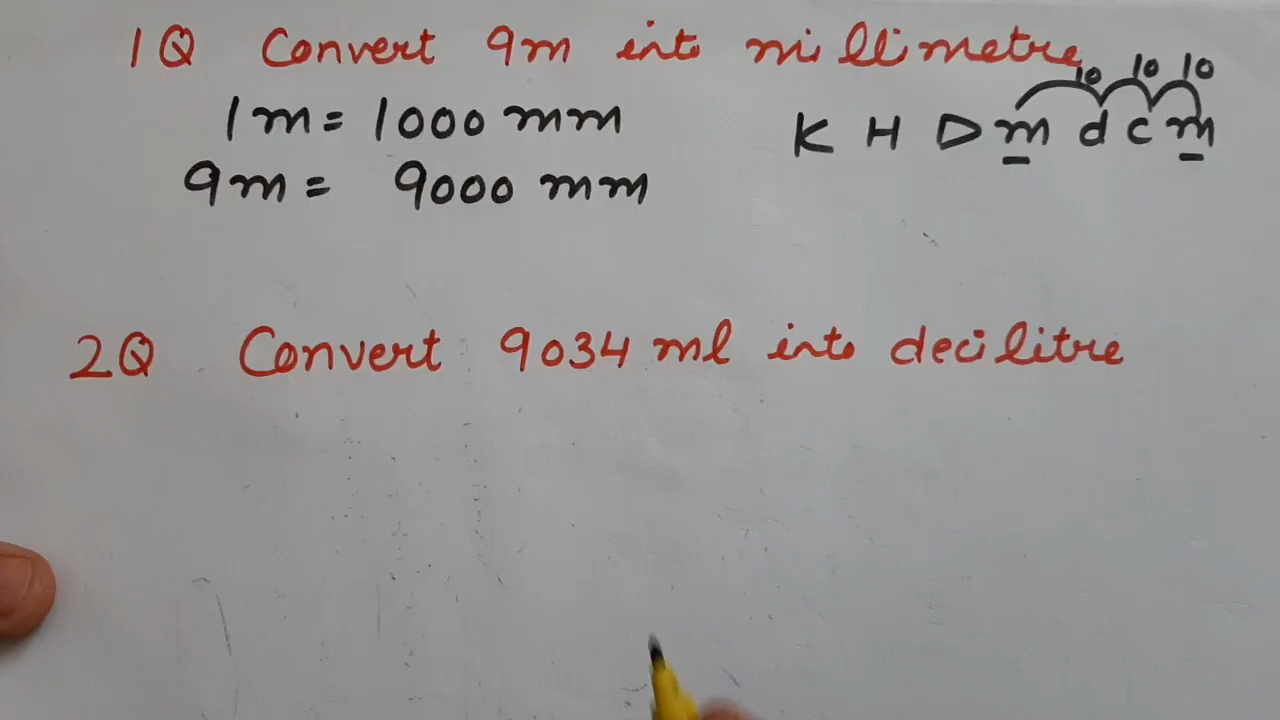 1Q Convert 9m into millimetre
10 10 10
1m = 1000 mm
K H D m d c m
9m = 9000 mm
2Q Convert 9034 ml into decilitre